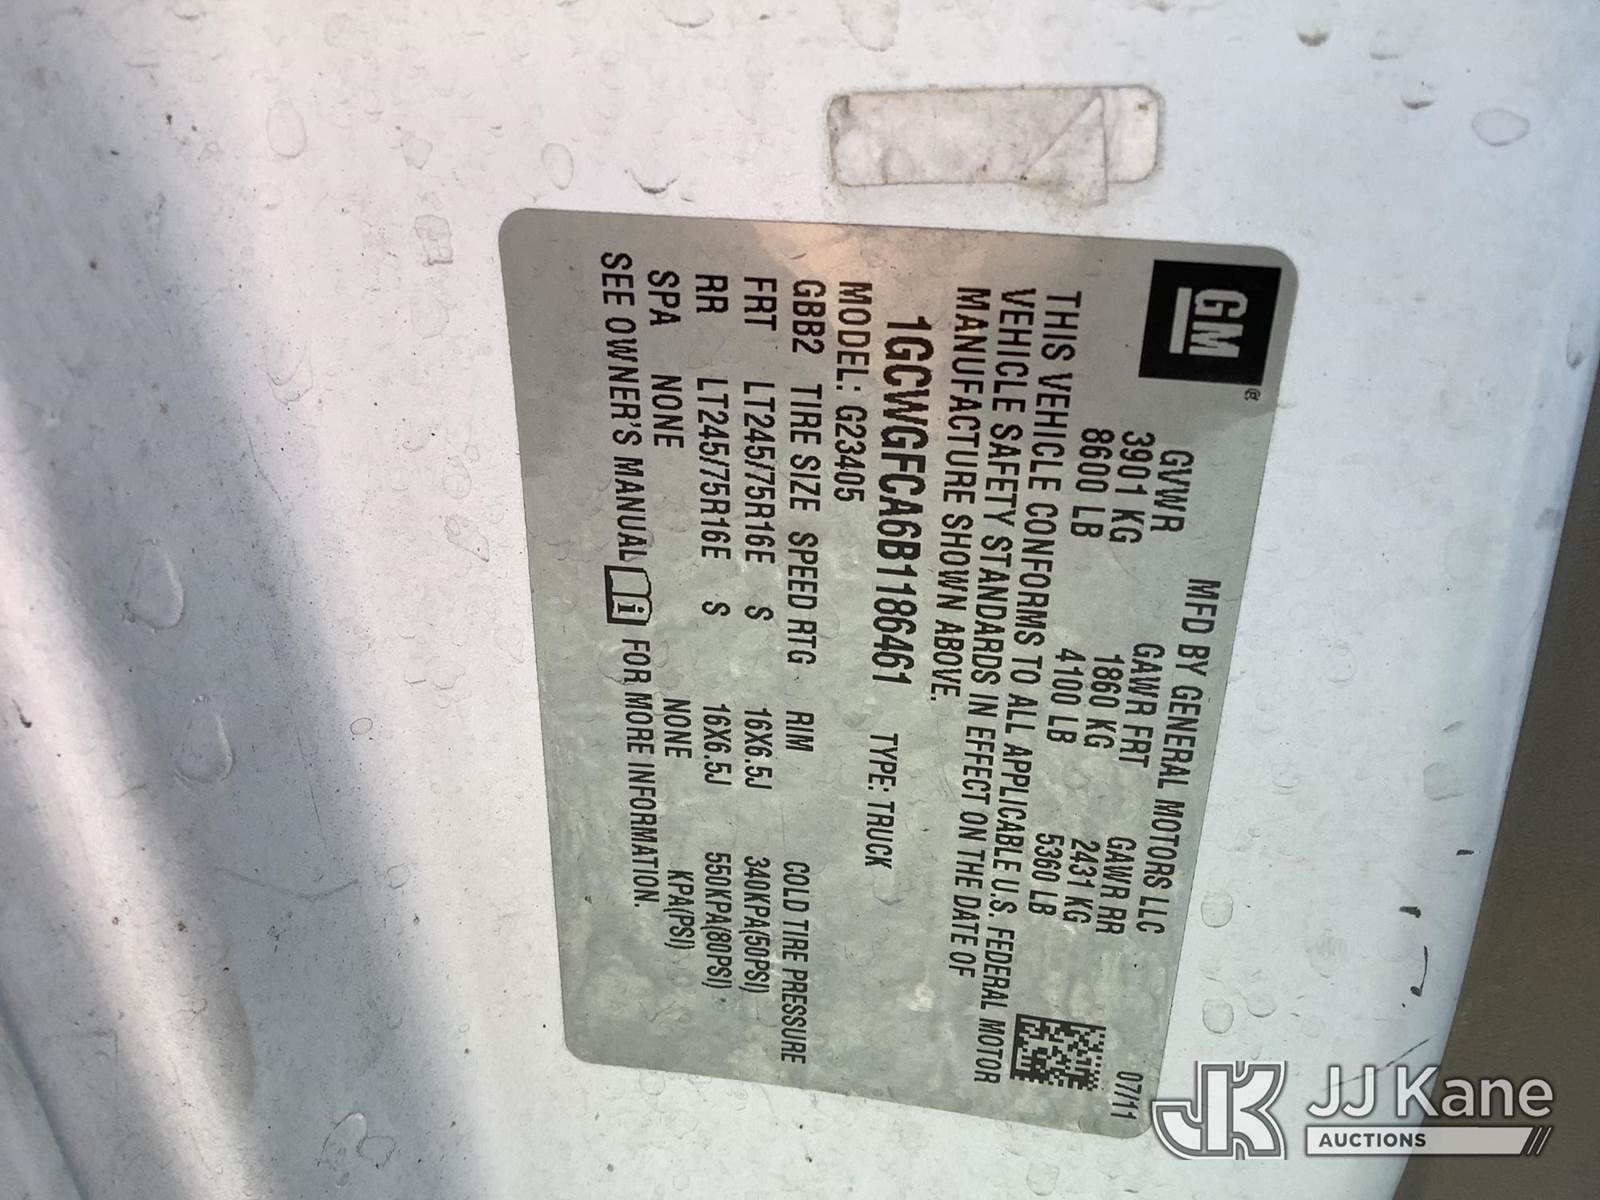 GM
MFD BY GENERAL MOTORS LLC 07/11
GVWR GAWR FRT GAWR RR
3901 KG 1860 KG 2431 KG
8600 LB 4100 LB 5360 LB
THIS VEHICLE CONFORMS TO ALL APPLICABLE U.S. FEDERAL MOTOR
VEHICLE SAFETY STANDARDS IN EFFECT ON THE DATE OF
MANUFACTURE SHOWN ABOVE.
1GCWGFCA6B1186461 TYPE: TRUCK
MODEL: G23405
GBB2 TIRE SIZE SPEED RTG RIM COLD TIRE PRESSURE
FRT LT245/75R16E S 16X6.5J 340KPA(50PSI)
RR LT245/75R16E S 16X6.5J 550KPA(80PSI)
SPA NONE NONE KPA(PSI)
SEE OWNER'S MANUAL i FOR MORE INFORMATION.
JK JJ Kane
AUCTIONS